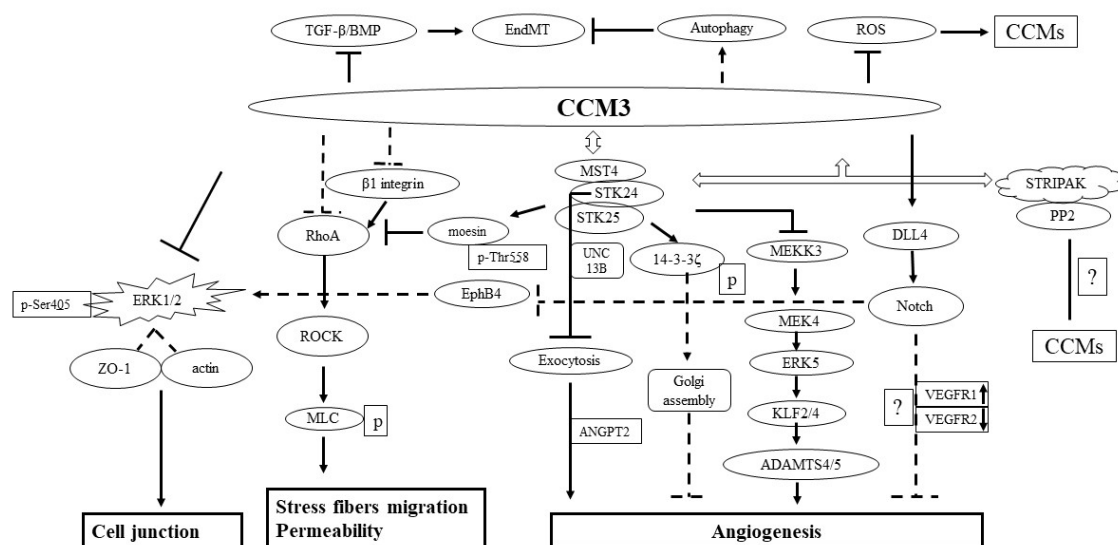 TGF-β/BMP
EndMT
Autophagy
ROS
CCMs
CCM3
MST4
β1 integrin
STK24
STRIPAK
STK25
PP2
RhoA
moesin
UNC
13B
14-3-3ζ
MEKK3
DLL4
p-Thr558
p
?
p-Ser405
ERK1/2
EphB4
Notch
MEK4
ROCK
Exocytosis
ERK5
CCMs
ZO-1
actin
Golgi
assembly
KLF2/4
?
VEGFR1
VEGFR2
MLC
p
ANGPT2
ADAMTS4/5
Stress fibers migration
Permeability
Cell junction
Angiogenesis